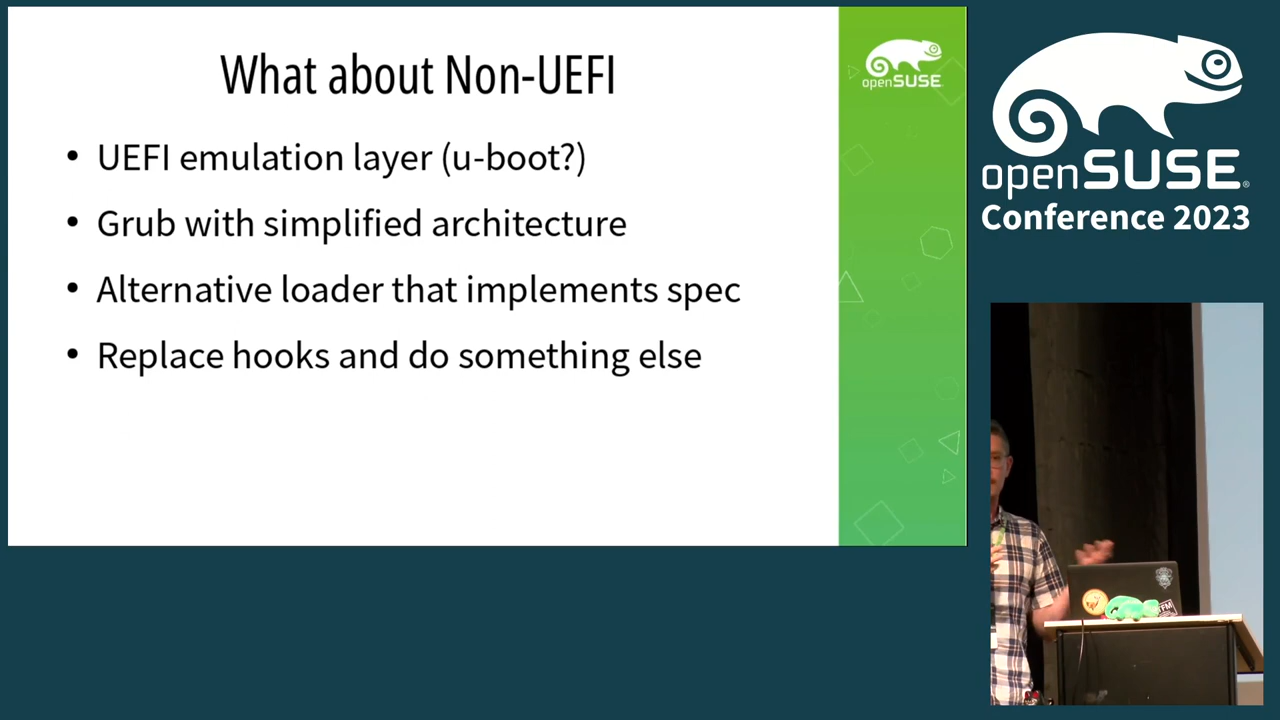 What about Non-UEFI
UEFI emulation layer (u-boot?)
Grub with simplified architecture
Alternative loader that implements spec
Replace hooks and do something else
openSUSE
openSUSE
Conference 2023